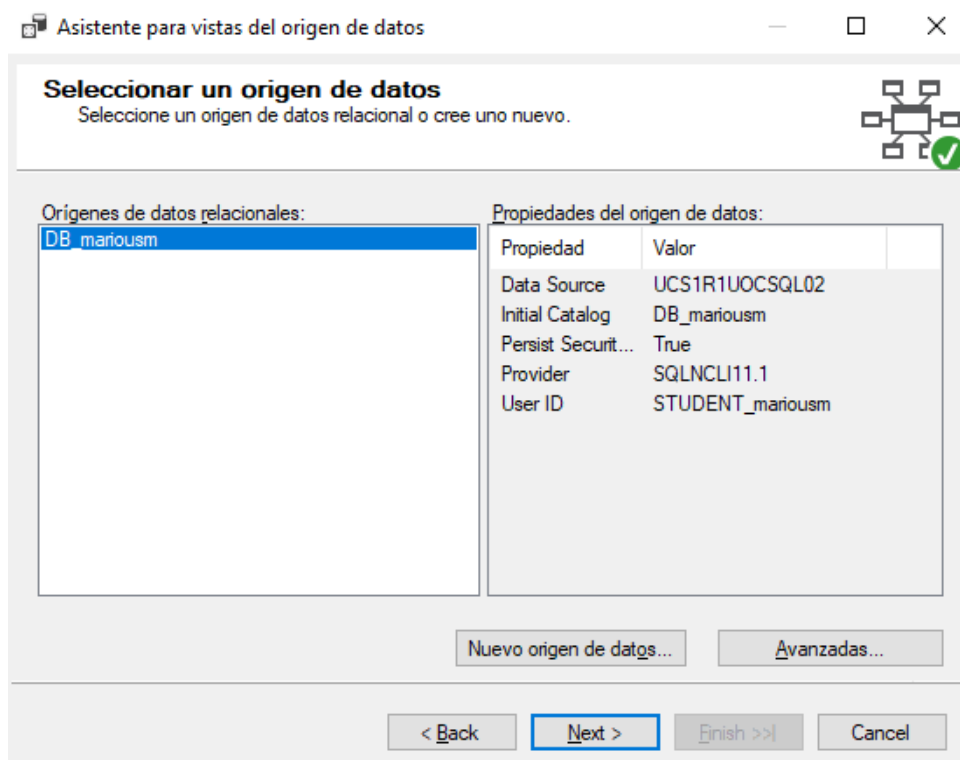 Asistente para vistas del origen de datos
Seleccionar un origen de datos
Seleccione un origen de datos relacional o cree uno nuevo.
Orígenes de datos relacionales:
DB_mariousm
Propiedades del origen de datos:
Propiedad Valor
Data Source UCS1R1UOCSQL02
Initial Catalog DB_mariousm
Persist Securit... True
Provider SQLNCLI11.1
User ID STUDENT_mariousm
Nuevo origen de datos... Avanzadas...
< Back Next > Finish >>| Cancel